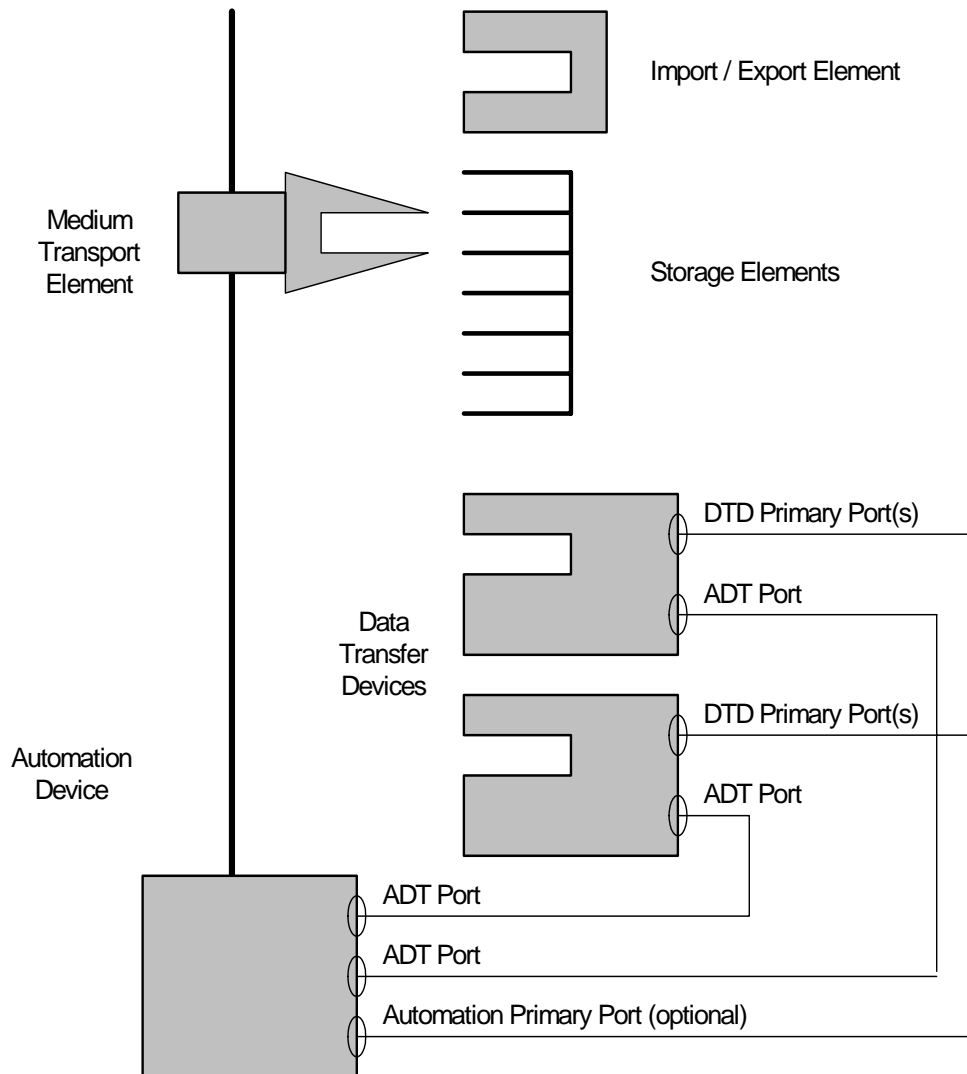 Import / Export Element
Medium
Transport
Element
Storage Elements
DTD Primary Port(s)
ADT Port
Data
Transfer
Devices
DTD Primary Port(s)
ADT Port
Automation
Device
ADT Port
ADT Port
Automation Primary Port (optional)